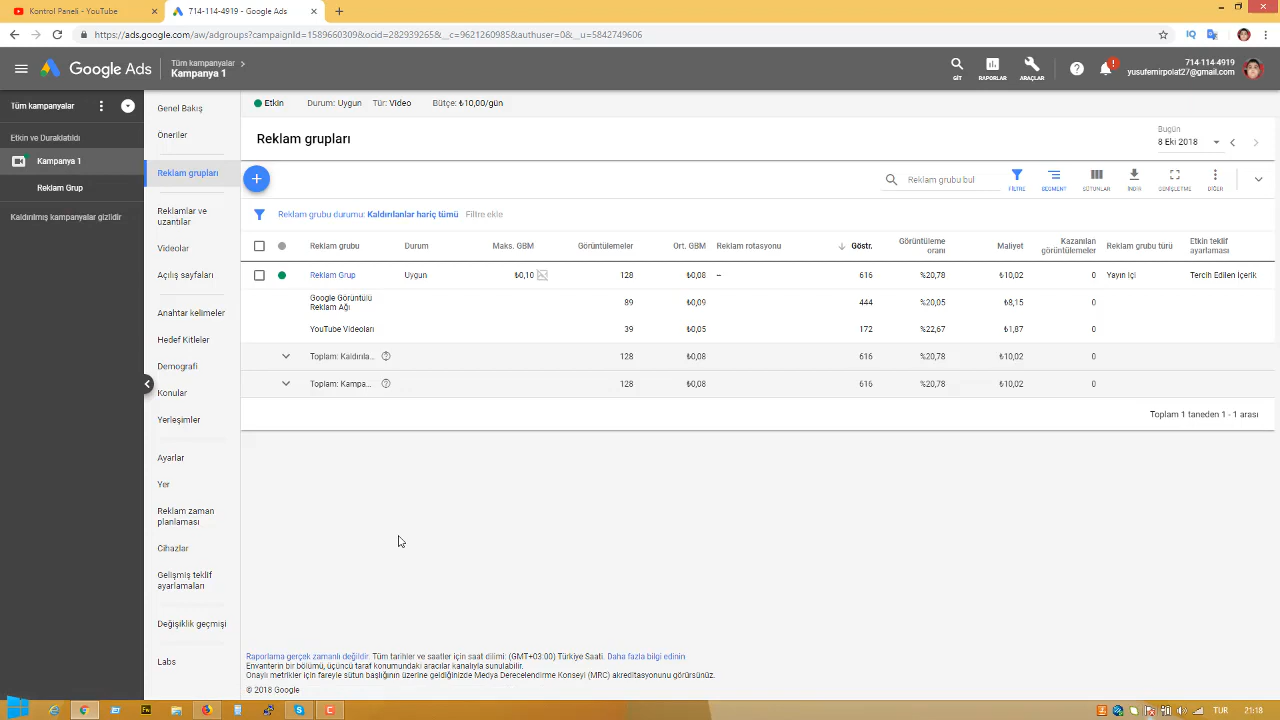 Kontrol Paneli - YouTube
714-114-4919 - Google Ads
https://ads.google.com/aw/adgroups?campaignId=1589660309&ocid=282939265&__c=9621260985&authuser=0&__u=5842749606
IQ
Google Ads
Tüm kampanyalar
Kampanya 1
GİT
RAPORLAR
ARAÇLAR
714-114-4919
yusufemirpolat27@gmail.com
Tüm kampanyalar
Etkin ve Duraklatıldı
Kampanya 1
Reklam Grup
Kaldırılmış kampanyalar gizlidir
Genel Bakış
Öneriler
Reklam grupları
Reklamlar ve
uzantılar
Videolar
Açılış sayfaları
Anahtar kelimeler
Hedef Kitleler
Demografi
Konular
Yerleşimler
Ayarlar
Yer
Reklam zaman
planlaması
Cihazlar
Gelişmiş teklif
ayarlamaları
Değişiklik geçmişi
Labs
Etkin Durum: Uygun Tür: Video Bütçe: ₺10,00/gün
Reklam grupları
Bugün
8 Eki 2018
Reklam grubu bul
FİLTRE
SEGMENT
SÜTUNLAR
İNDİR
GENİŞLETME
DİĞER
Reklam grubu durumu: Kaldırılanlar hariç tümü Filtre ekle
Reklam grubu Durum Maks. GBM Görüntülemeler Ort. GBM Reklam rotasyonu Göstr. Görüntüleme oranı Maliyet Kazanılan görüntülemeler Reklam grubu türü Etkin teklif ayarlaması
Reklam Grup Uygun ₺0,10 128 ₺0,08 – 616 %20,78 ₺10,02 0 Yayın içi Tercih Edilen İçerik
Google Görüntülü
Reklam Ağı 89 ₺0,09 444 %20,05 ₺8,15 0
YouTube Videoları 39 ₺0,05 172 %22,67 ₺1,87 0
Toplam: Kaldırıla... 128 ₺0,08 616 %20,78 ₺10,02 0
Toplam: Kampa... 128 ₺0,08 616 %20,78 ₺10,02 0
Toplam 1 taneden 1 - 1 arası
Raporlama gerçek zamanlı değildir. Tüm tarihler ve saatler için saat dilimi: (GMT+03:00) Türkiye Saati. Daha fazla bilgi edinin
Envanterin bir bölümü, üçüncü taraf konumundaki aracılar kanalıyla sunulabilir.
Onaylı metrikler için fareyle sütun başlığının üzerine geldiğinizde Medya Derecelendirme Konseyi (MRC) akreditasyonunu görürsünüz.
© 2018 Google
TUR
21:18